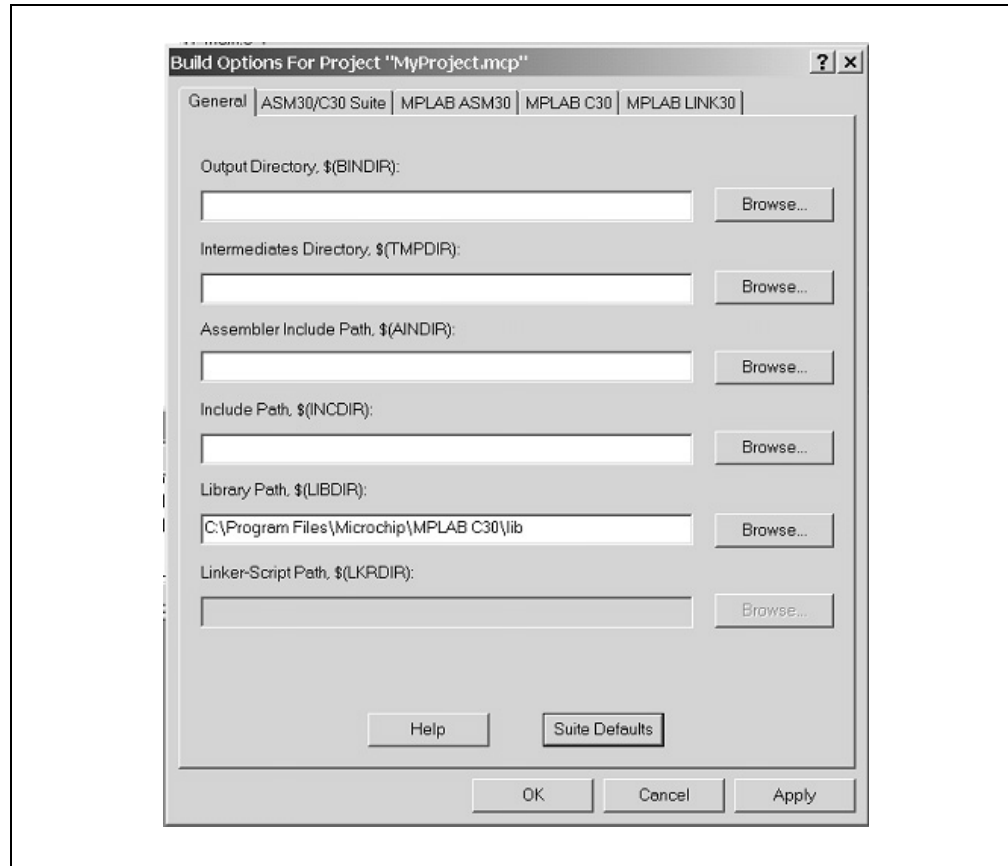 Build Options For Project "MyProject.mcp"
General ASM30/C30 Suite MPLAB ASM30 MPLAB C30 MPLAB LINK30
Output Directory, $(BINDIR):
Browse...
Intermediates Directory, $(TMPDIR):
Browse...
Assembler Include Path, $(AINDIR):
Browse...
Include Path, $(INCDIR):
Browse...
Library Path, $(LIBDIR):
C:\Program Files\Microchip\MPLAB C30\lib
Browse...
Linker-Script Path, $(LKRDIR):
Browse...
Help Suite Defaults
OK Cancel Apply